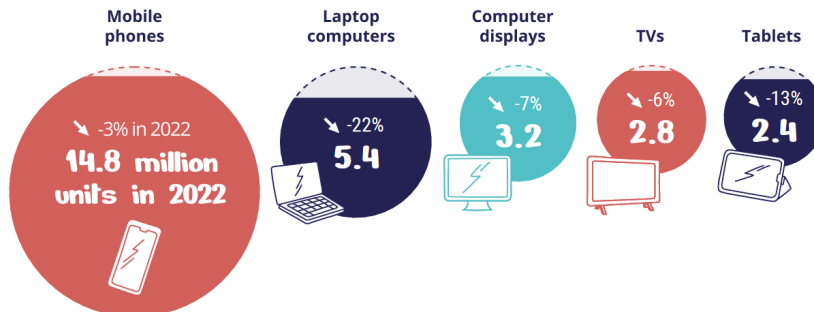 Mobile
phones
-3% in 2022
14.8 million
units in 2022
Laptop
computers
-22%
5.4
Computer
displays
-7%
3.2
TVs
-6%
2.8
Tablets
-13%
2.4